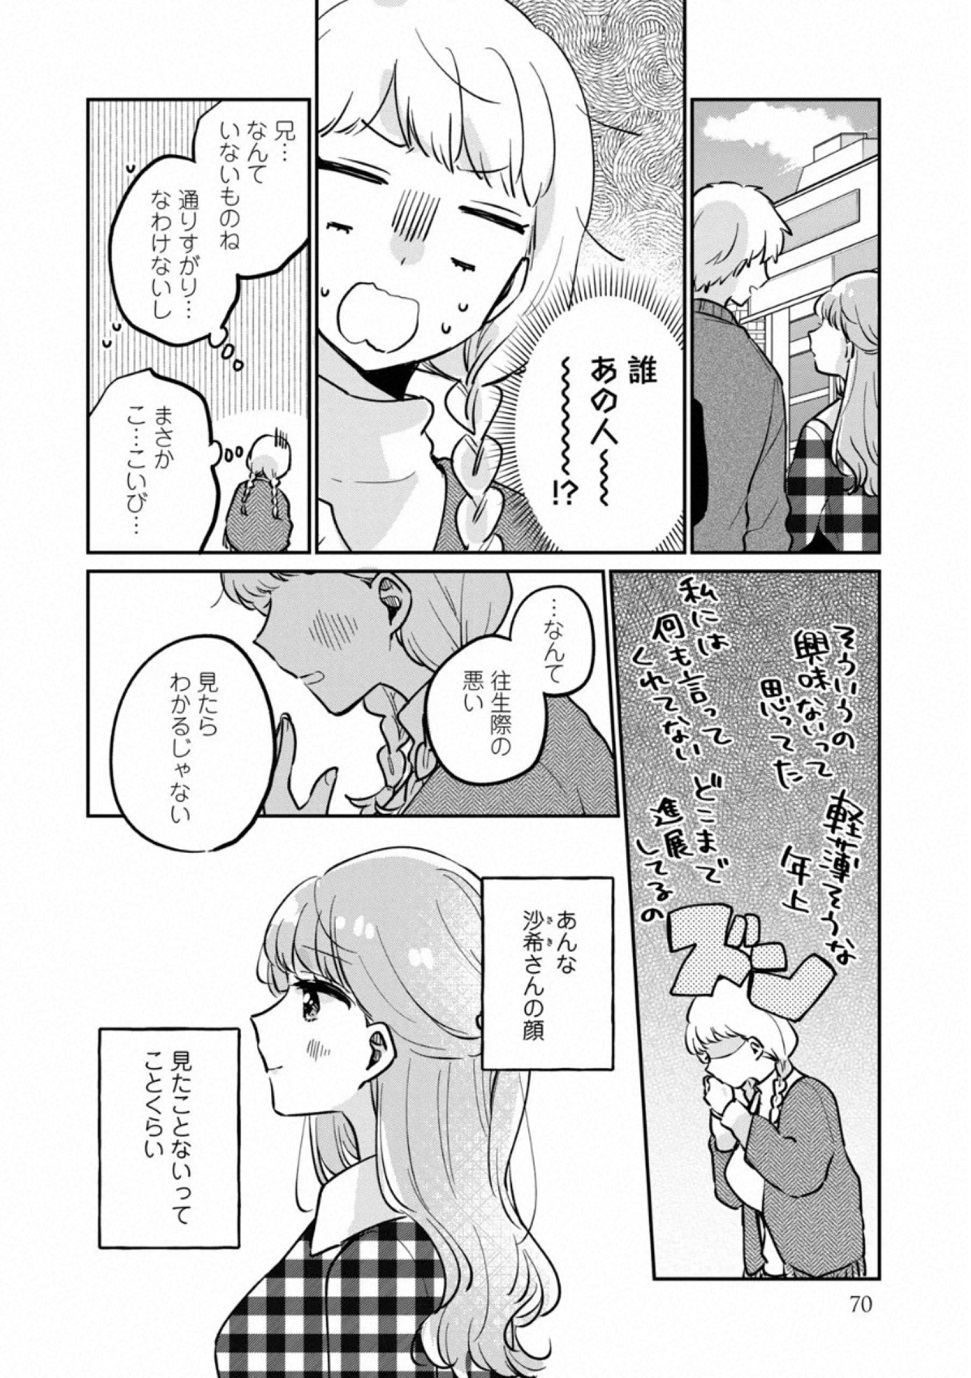 誰
あの人〜〜〜〜〜
!?
兄…
なんて
いないものね
通りすがり…
なわけないし
まさか
こ…こいび…
そういうの
興味ないって
思ってた
私には
何も言って
くれてない
軽薄そうな
年上
どこまで
進展
してるの
ズーン
…なんて
往生際の
悪い
見たら
わかるじゃない
あんな
沙希さんの顔
さき
見たことないって
ことくらい
70